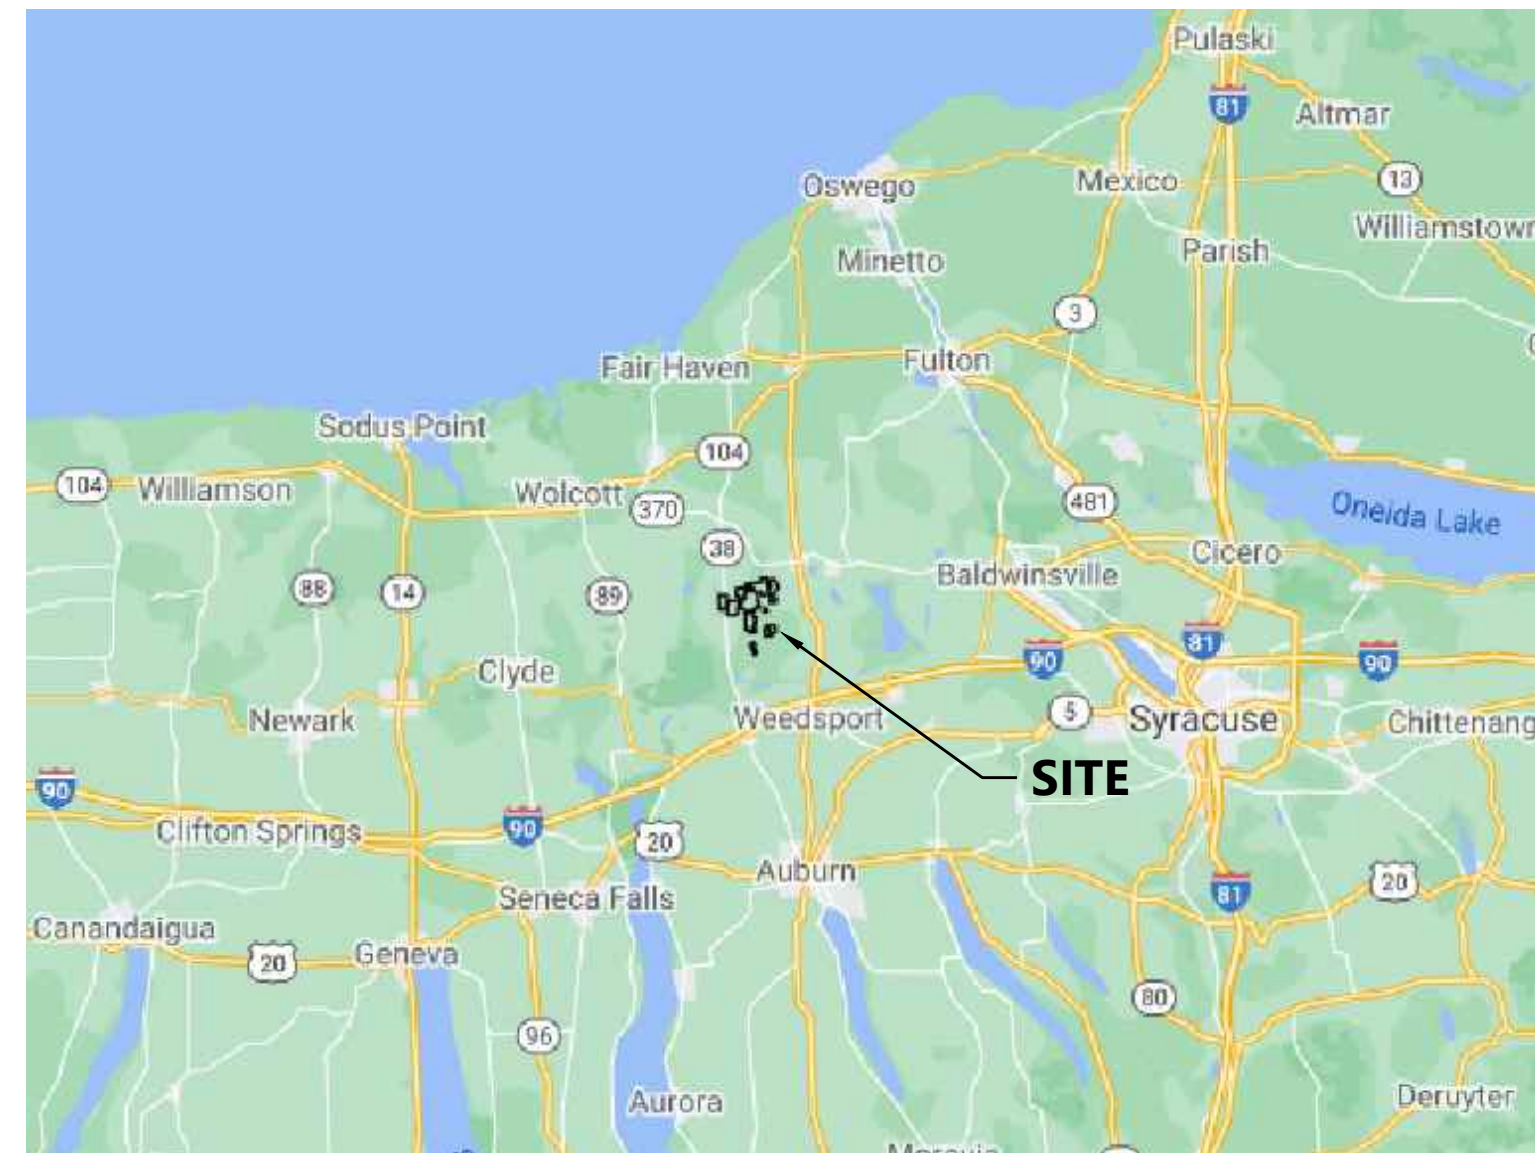 Pulaski
81
Altmar
Oswego
Mexico
13
Williamstow
Minetto
Parish
3
Fair Haven
Fulton
Sodus Point
104
104
Williamson
Wolcott
370
481
Oneida Lake
38
Cicero
Baldwinsville
88
14
89
81
90
90
Clyde
Newark
Weedsport
5
Syracuse
Chittenang
SITE
90
Clifton Springs
90
20
Auburn
Seneca Falls
81
20
Canandaigua
20
Geneva
80
96
Aurora
Deruyter